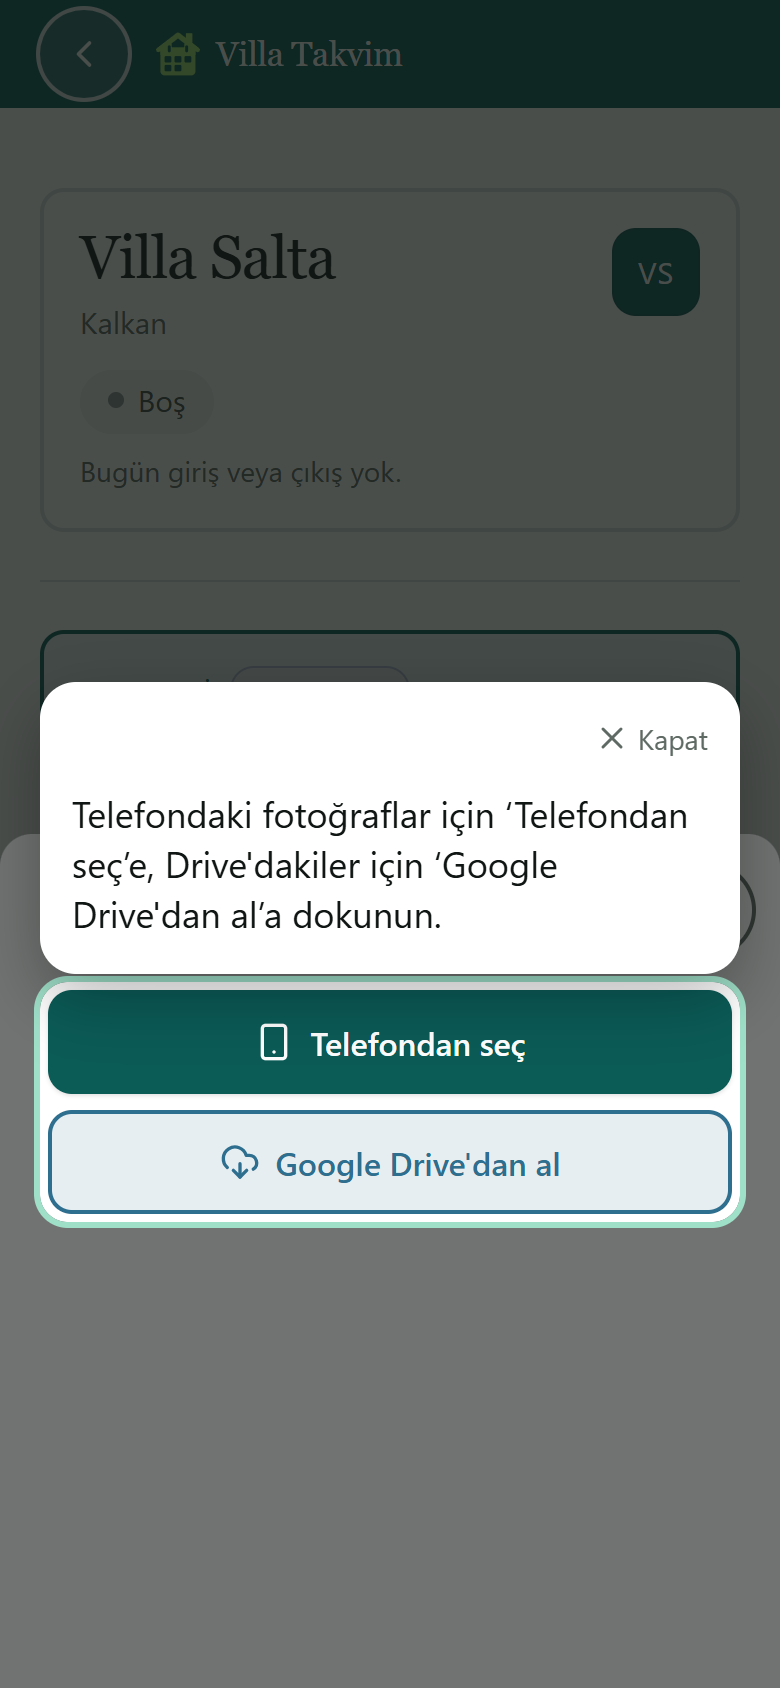 Villa Takvim
Villa Salta
VS
Kalkan
Boş
Bugün giriş veya çıkış yok.
Kapat
Telefondaki fotoğraflar için ‘Telefondan
seç’e, Drive'dakiler için ‘Google
Drive'dan al’a dokunun.
Telefondan seç
Google Drive'dan al